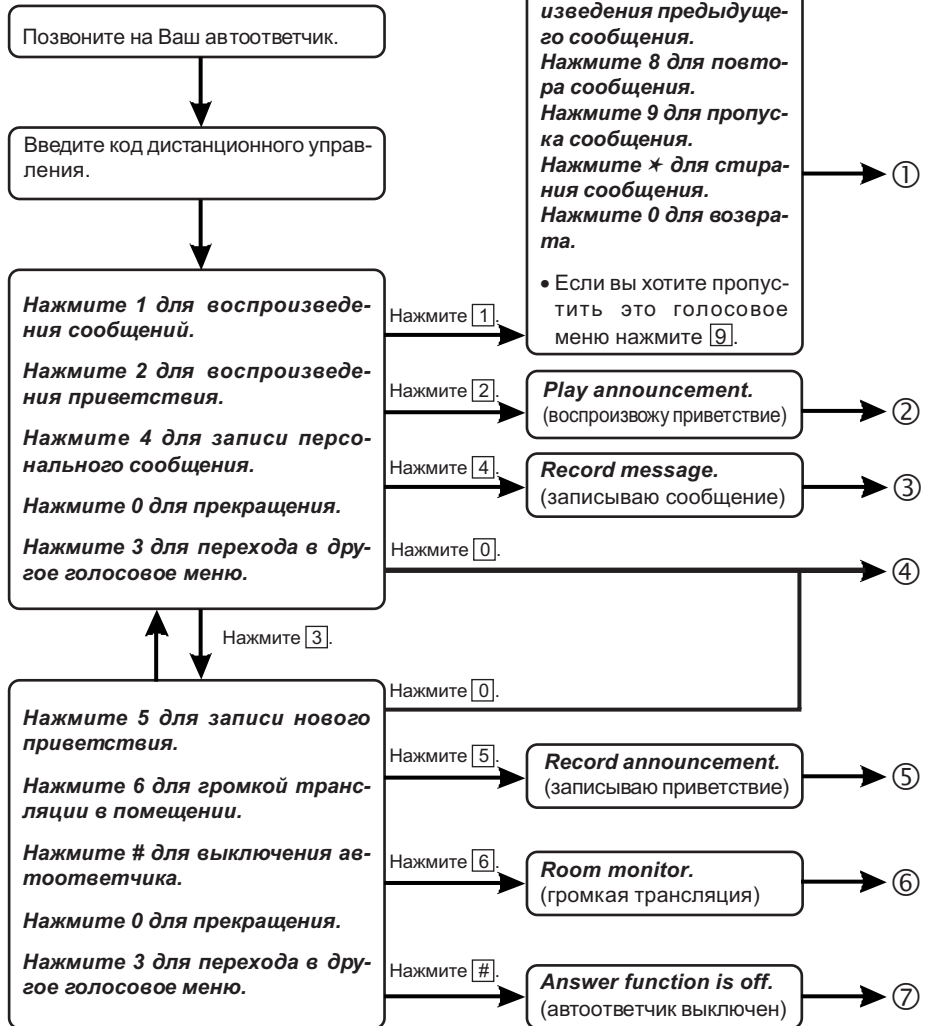 Позвоните на Ваш автоответчик.
Введите код дистанционного управ-
ления.
изведения предыдуще-
го сообщения.
Нажмите 8 для повто-
ра сообщения.
Нажмите 9 для пропус-
ка сообщения.
Нажмите ✶ для стира-
ния сообщения.
Нажмите 0 для возвра-
та.
• Если вы хотите пропус-
тить это голосовое
меню нажмите 9.
①
Нажмите 1 для воспроизведе-
ния сообщений.
Нажмите 2 для воспроизведе-
ния приветствия.
Нажмите 4 для записи персо-
нального сообщения.
Нажмите 0 для прекращения.
Нажмите 3 для перехода в дру-
гое голосовое меню.
Нажмите 1.
Нажмите 2.
Play announcement.
(воспроизвожу приветствие)
②
Нажмите 4.
Record message.
(записываю сообщение)
③
Нажмите 0.
④
Нажмите 3.
Нажмите 5 для записи нового
приветствия.
Нажмите 6 для громкой транс-
ляции в помещении.
Нажмите # для выключения ав-
тоответчика.
Нажмите 0 для прекращения.
Нажмите 3 для перехода в дру-
гое голосовое меню.
Нажмите 0.
Нажмите 5.
Record announcement.
(записываю приветствие)
⑤
Нажмите 6.
Room monitor.
(громкая трансляция)
⑥
Нажмите #.
Answer function is off.
(автоответчик выключен)
⑦